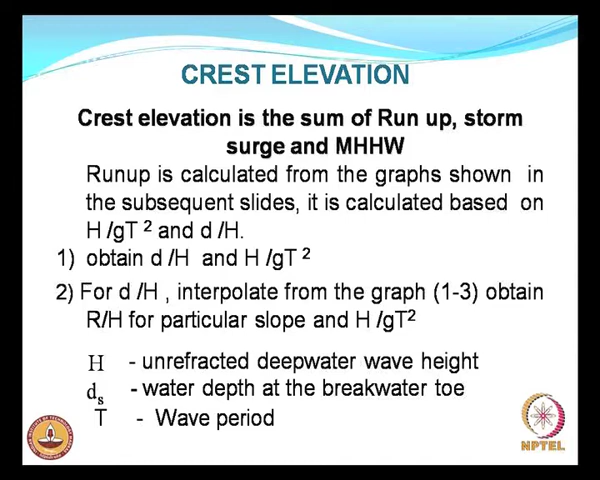 CREST ELEVATION
Crest elevation is the sum of Run up, storm
surge and MHHW
Runup is calculated from the graphs shown in
the subsequent slides, it is calculated based on
H /gT ² and d /H.
1) obtain d /H and H /gT ²
2) For d /H , interpolate from the graph (1-3) obtain
R/H for particular slope and H /gT²
H - unrefracted deepwater wave height
dₛ - water depth at the breakwater toe
T - Wave period
NPTEL